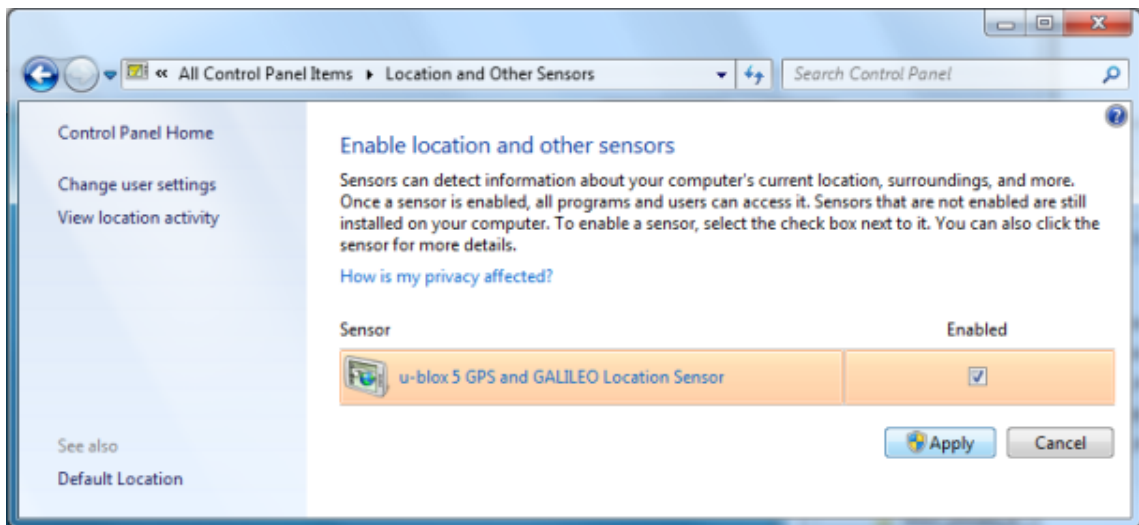 « All Control Panel Items ▸ Location and Other Sensors
Search Control Panel
Control Panel Home
Change user settings
View location activity
See also
Default Location
Enable location and other sensors
Sensors can detect information about your computer's current location, surroundings, and more.
Once a sensor is enabled, all programs and users can access it. Sensors that are not enabled are still
installed on your computer. To enable a sensor, select the check box next to it. You can also click the
sensor for more details.
How is my privacy affected?
Sensor Enabled
u-blox 5 GPS and GALILEO Location Sensor
Apply Cancel